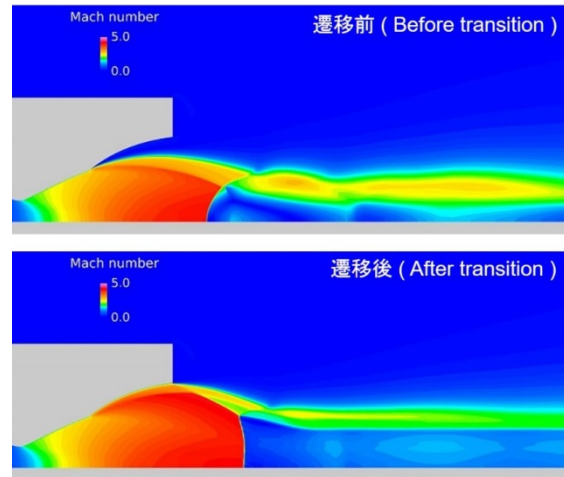 Mach number
5.0
0.0
遷移前 ( Before transition )
Mach number
5.0
0.0
遷移後 ( After transition )